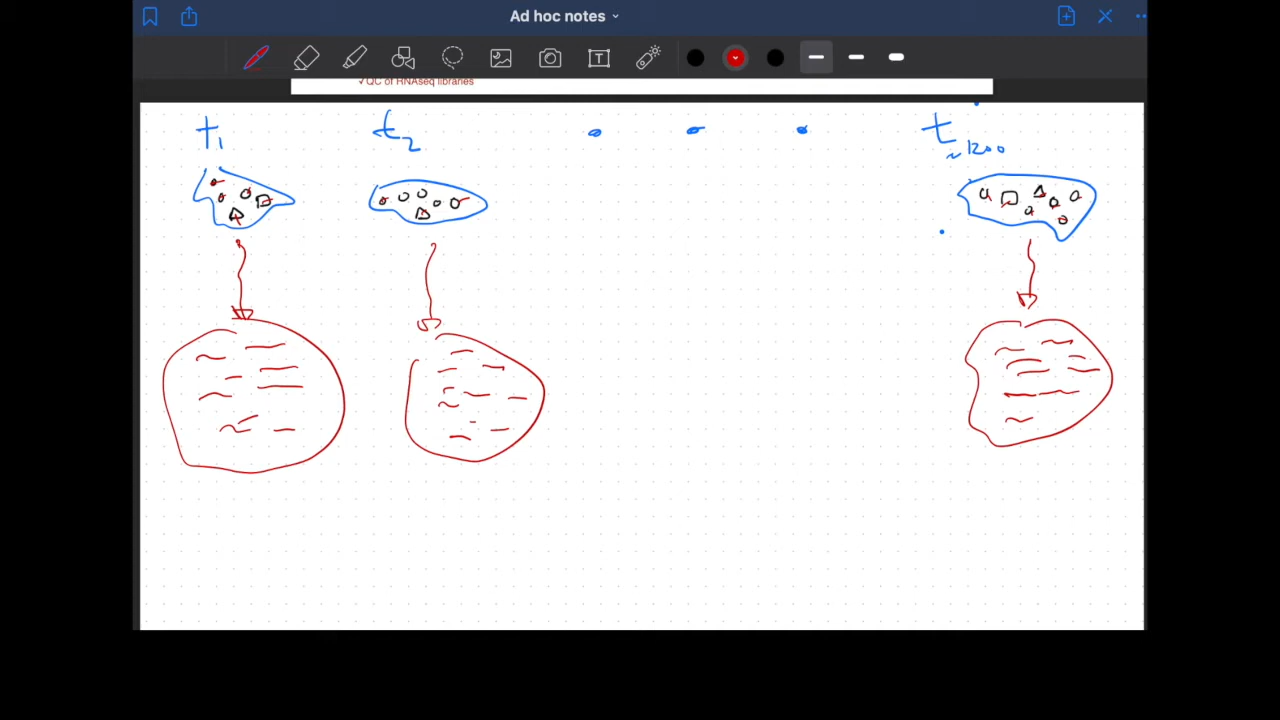 Ad hoc notes
T
✓QC of RNAseq libraries
t1 t2 . . . t~1200